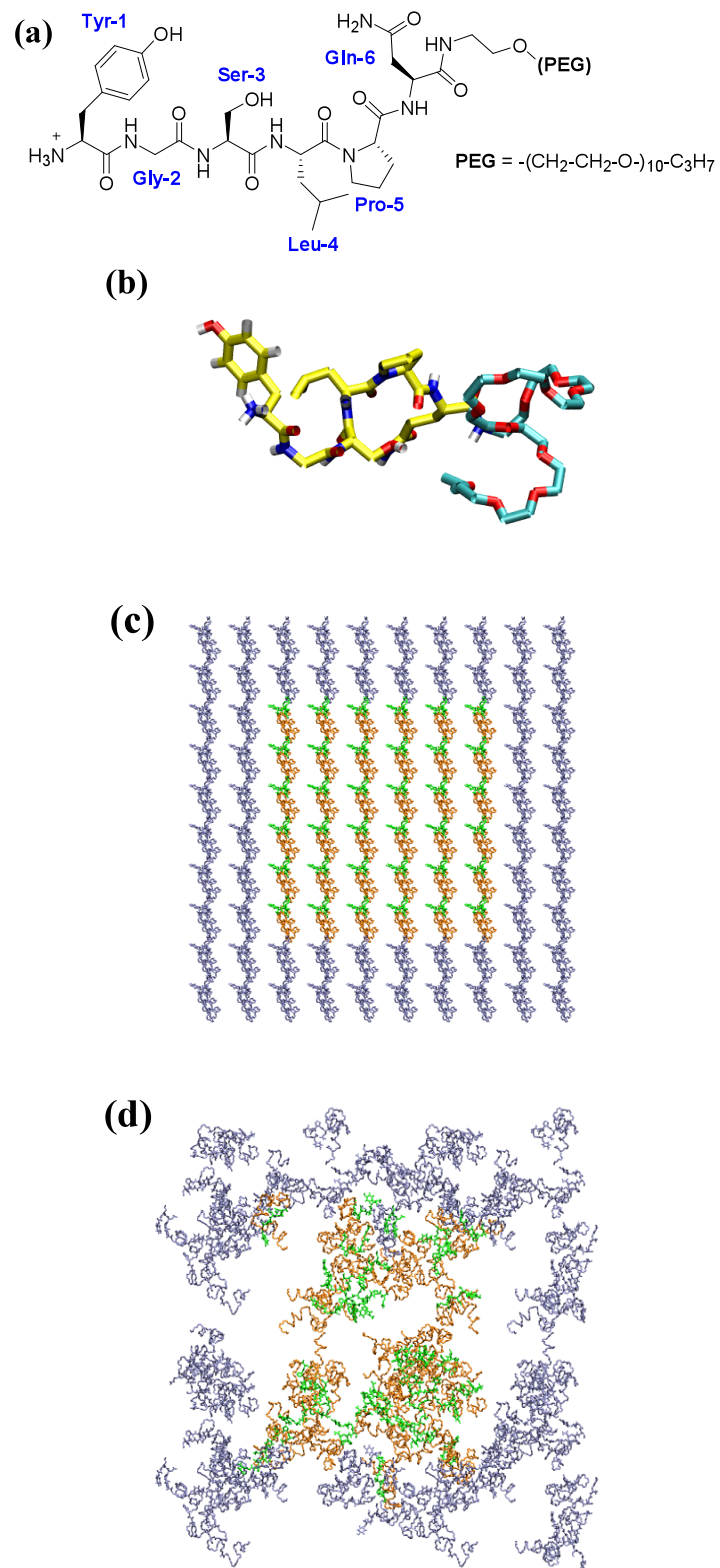 (a)
Tyr-1
OH
H₂N
O
HN
O
(PEG)
Gln-6
O
Ser-3
OH
O
NH
O
H
N
O
H
N
O
+
H₃N
O
N
H
O
N
PEG = -(CH₂-CH₂-O-)₁₀-C₃H₇
Gly-2
O
Pro-5
Leu-4
(b)
(c)
(d)